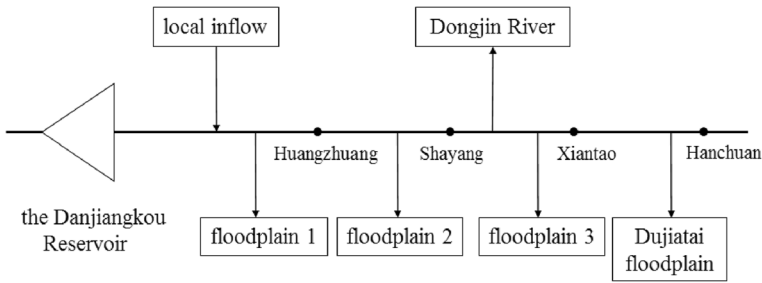 local inflow
Dongjin River
Huangzhuang
Shayang
Xiantao
Hanchuan
the Danjiangkou
Reservoir
floodplain 1
floodplain 2
floodplain 3
Dujiatai
floodplain